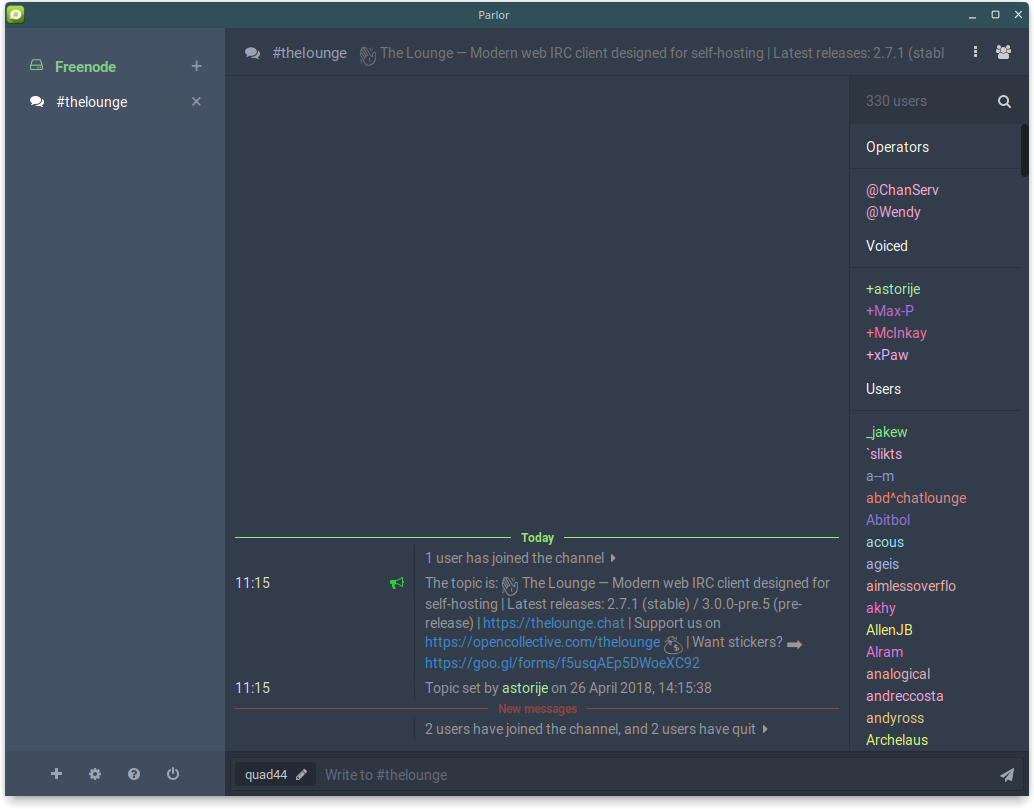 Parlor
Freenode
#thelounge
#thelounge The Lounge — Modern web IRC client designed for self-hosting | Latest releases: 2.7.1 (stabl
Today
1 user has joined the channel
11:15 The topic is: The Lounge — Modern web IRC client designed for
self-hosting | Latest releases: 2.7.1 (stable) / 3.0.0-pre.5 (pre-
release) | https://thelounge.chat | Support us on
https://opencollective.com/thelounge | Want stickers?
https://goo.gl/forms/f5usqAEp5DWoeXC92
11:15 Topic set by astorije on 26 April 2018, 14:15:38
New messages
2 users have joined the channel, and 2 users have quit
quad44 Write to #thelounge
330 users
Operators
@ChanServ
@Wendy
Voiced
+astorije
+Max-P
+McInkay
+xPaw
Users
_jakew
`slikts
a--m
abd^chatlounge
Abitbol
acous
ageis
aimlessoverflo
akhy
AllenJB
Alram
analogical
andreccosta
andyross
Archelaus